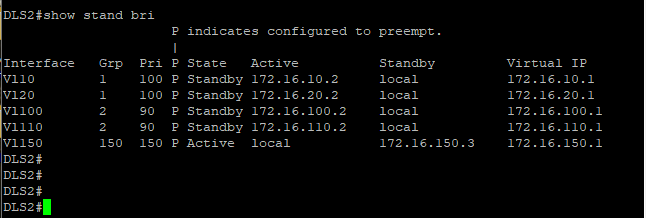 DLS2#show stand bri
P indicates configured to preempt.
|
Interface   Grp  Pri P State   Active          Standby         Virtual IP
Vl10        1    100 P Standby 172.16.10.2     local           172.16.10.1
Vl20        1    100 P Standby 172.16.20.2     local           172.16.20.1
Vl100       2    90  P Standby 172.16.100.2    local           172.16.100.1
Vl110       2    90  P Standby 172.16.110.2    local           172.16.110.1
Vl150       150  150 P Active  local           172.16.150.3    172.16.150.1
DLS2#
DLS2#
DLS2#
DLS2#